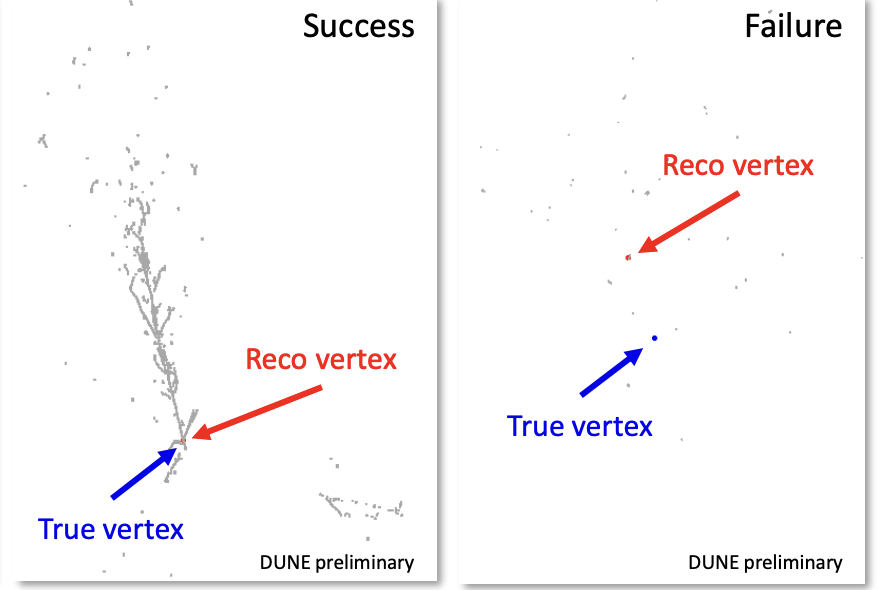 Success
Reco vertex
True vertex
DUNE preliminary
Failure
Reco vertex
True vertex
DUNE preliminary